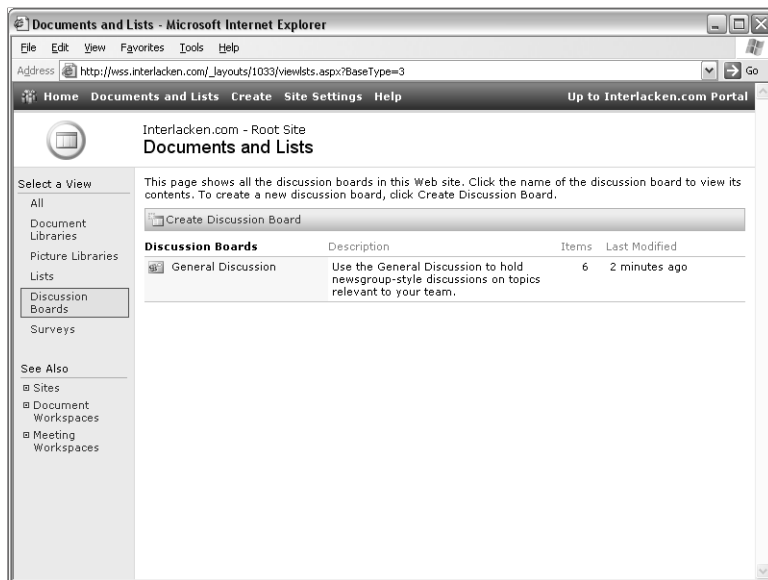 Documents and Lists - Microsoft Internet Explorer
File Edit View Favorites Tools Help
Address http://wss.interlacken.com/_layouts/1033/viewlsts.aspx?BaseType=3 Go
Home Documents and Lists Create Site Settings Help Up to Interlacken.com Portal
Interlacken.com - Root Site
Documents and Lists
Select a View
All
Document
Libraries
Picture Libraries
Lists
Discussion
Boards
Surveys
See Also
Sites
Document
Workspaces
Meeting
Workspaces
This page shows all the discussion boards in this Web site. Click the name of the discussion board to view its
contents. To create a new discussion board, click Create Discussion Board.
Create Discussion Board
Discussion Boards Description Items Last Modified
General Discussion Use the General Discussion to hold 6 2 minutes ago
newsgroup-style discussions on topics
relevant to your team.